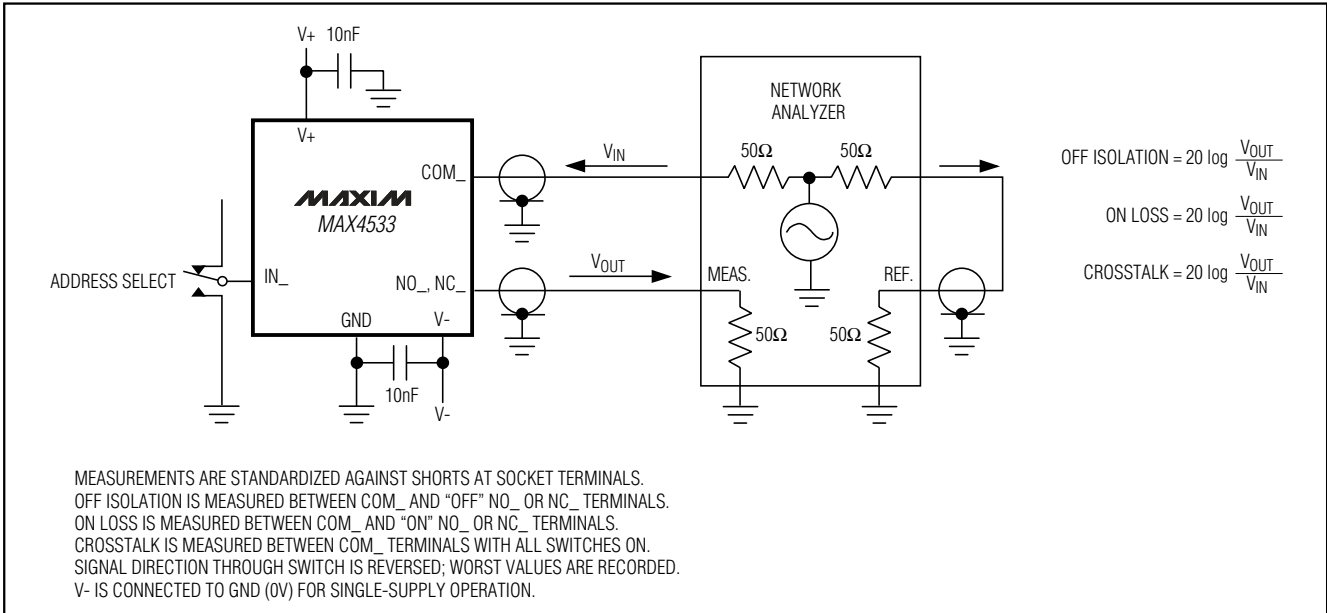 V+ 10nF
V+
COM_
MAXIM
MAX4533
ADDRESS SELECT
IN_
NO_, NC_
GND
V-
10nF
V-
VIN
VOUT
NETWORK
ANALYZER
50Ω
50Ω
MEAS.
REF.
50Ω
50Ω
OFF ISOLATION = 20 log VOUT/VIN
ON LOSS = 20 log VOUT/VIN
CROSSTALK = 20 log VOUT/VIN
MEASUREMENTS ARE STANDARDIZED AGAINST SHORTS AT SOCKET TERMINALS.
OFF ISOLATION IS MEASURED BETWEEN COM_ AND “OFF” NO_ OR NC_ TERMINALS.
ON LOSS IS MEASURED BETWEEN COM_ AND “ON” NO_ OR NC_ TERMINALS.
CROSSTALK IS MEASURED BETWEEN COM_ TERMINALS WITH ALL SWITCHES ON.
SIGNAL DIRECTION THROUGH SWITCH IS REVERSED; WORST VALUES ARE RECORDED.
V- IS CONNECTED TO GND (0V) FOR SINGLE-SUPPLY OPERATION.